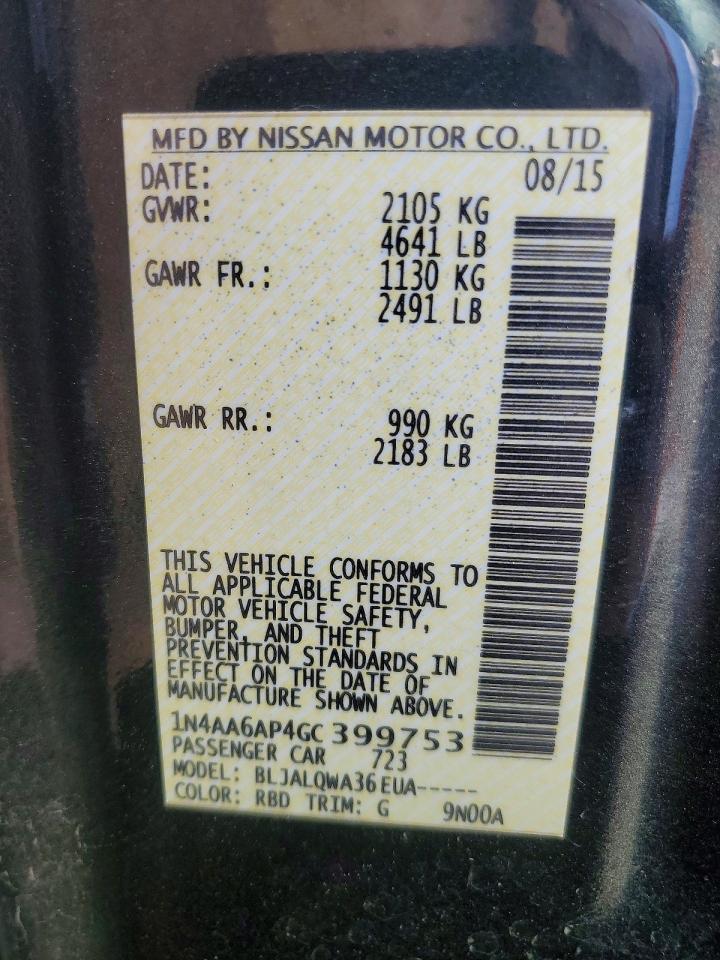 MFD BY NISSAN MOTOR CO., LTD.
DATE: 08/15
GVWR: 2105 KG
4641 LB
GAWR FR.: 1130 KG
2491 LB
GAWR RR.: 990 KG
2183 LB
THIS VEHICLE CONFORMS TO
ALL APPLICABLE FEDERAL
MOTOR VEHICLE SAFETY,
BUMPER, AND THEFT
PREVENTION STANDARDS IN
EFFECT ON THE DATE OF
MANUFACTURE SHOWN ABOVE.
1N4AA6AP4GC 399753
PASSENGER CAR 723
MODEL: BLJALQWA36EUA-----
COLOR: RBD TRIM: G 9N00A